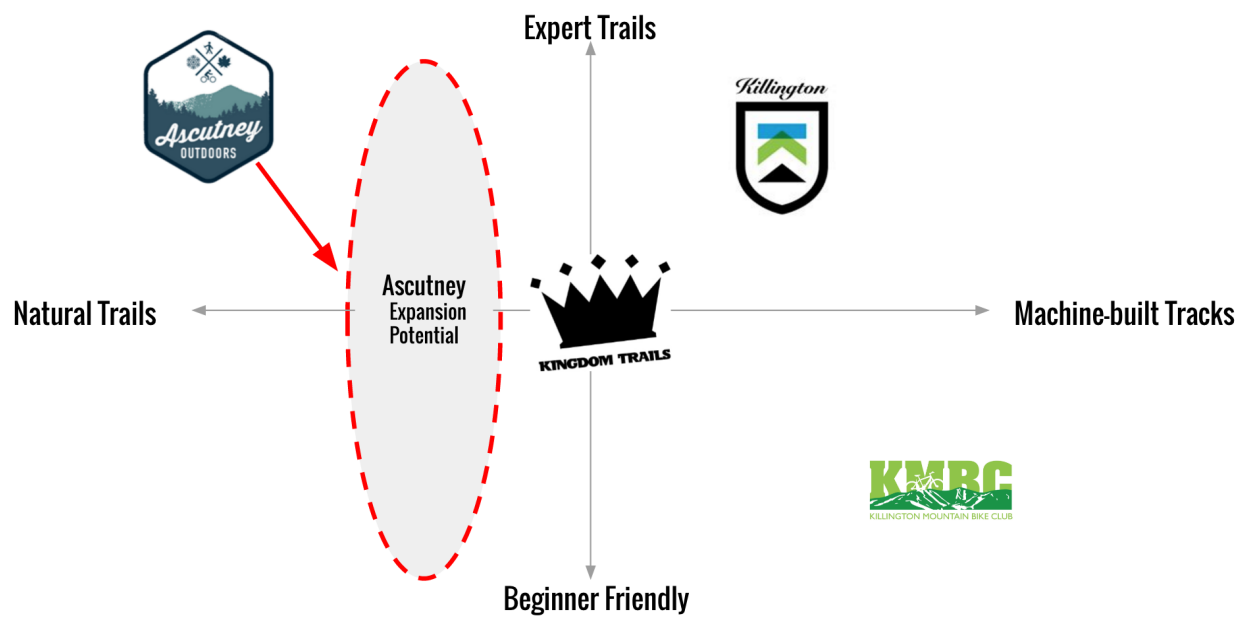 Expert Trails
Killington
Ascutney
OUTDOORS
Ascutney
Expansion
Potential
Natural Trails
Machine-built Tracks
KINGDOM TRAILS
KMBC
KILLINGTON MOUNTAIN BIKE CLUB
Beginner Friendly